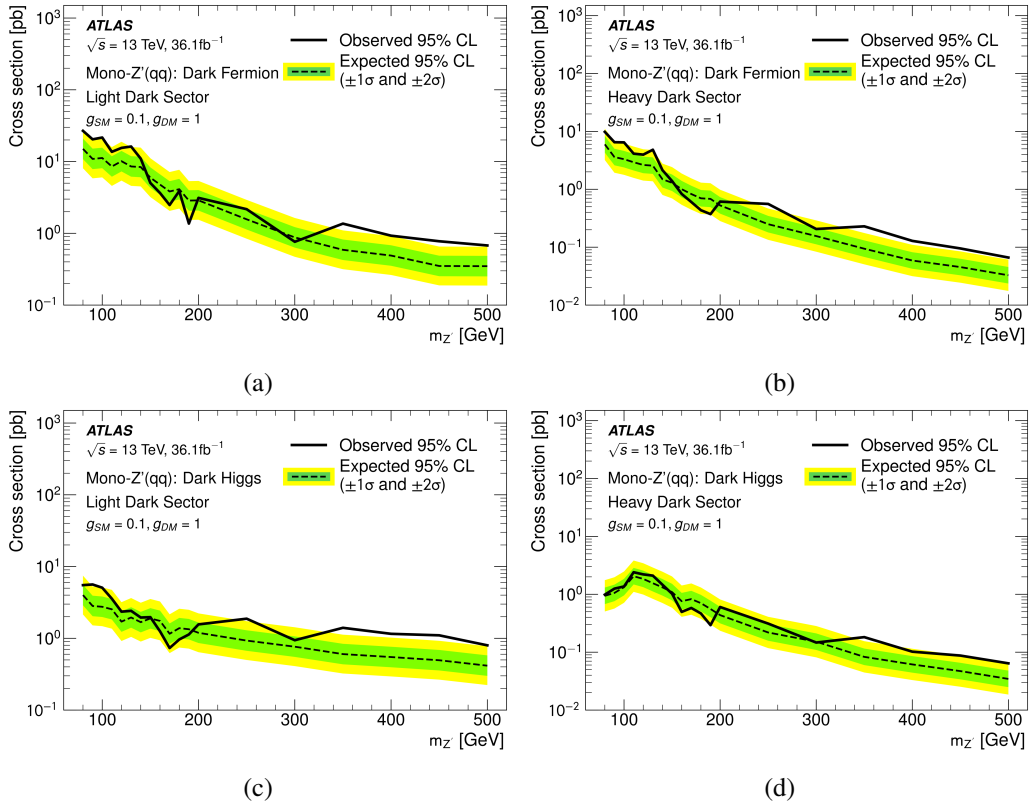 Cross section [pb]
10³
10²
10¹
10⁰
10⁻¹
ATLAS
√s = 13 TeV, 36.1fb⁻¹
Mono-Z'(qq): Dark Fermion
Light Dark Sector
g_SM = 0.1, g_DM = 1
Observed 95% CL
Expected 95% CL
(±1σ and ±2σ)
100 200 300 400 500
m_Z′ [GeV]
(a)
Cross section [pb]
10³
10²
10¹
10⁰
10⁻¹
10⁻²
ATLAS
√s = 13 TeV, 36.1fb⁻¹
Mono-Z'(qq): Dark Fermion
Heavy Dark Sector
g_SM = 0.1, g_DM = 1
Observed 95% CL
Expected 95% CL
(±1σ and ±2σ)
100 200 300 400 500
m_Z′ [GeV]
(b)
Cross section [pb]
10³
10²
10¹
10⁰
10⁻¹
ATLAS
√s = 13 TeV, 36.1fb⁻¹
Mono-Z'(qq): Dark Higgs
Light Dark Sector
g_SM = 0.1, g_DM = 1
Observed 95% CL
Expected 95% CL
(±1σ and ±2σ)
100 200 300 400 500
m_Z′ [GeV]
(c)
Cross section [pb]
10³
10²
10¹
10⁰
10⁻¹
10⁻²
ATLAS
√s = 13 TeV, 36.1fb⁻¹
Mono-Z'(qq): Dark Higgs
Heavy Dark Sector
g_SM = 0.1, g_DM = 1
Observed 95% CL
Expected 95% CL
(±1σ and ±2σ)
100 200 300 400 500
m_Z′ [GeV]
(d)